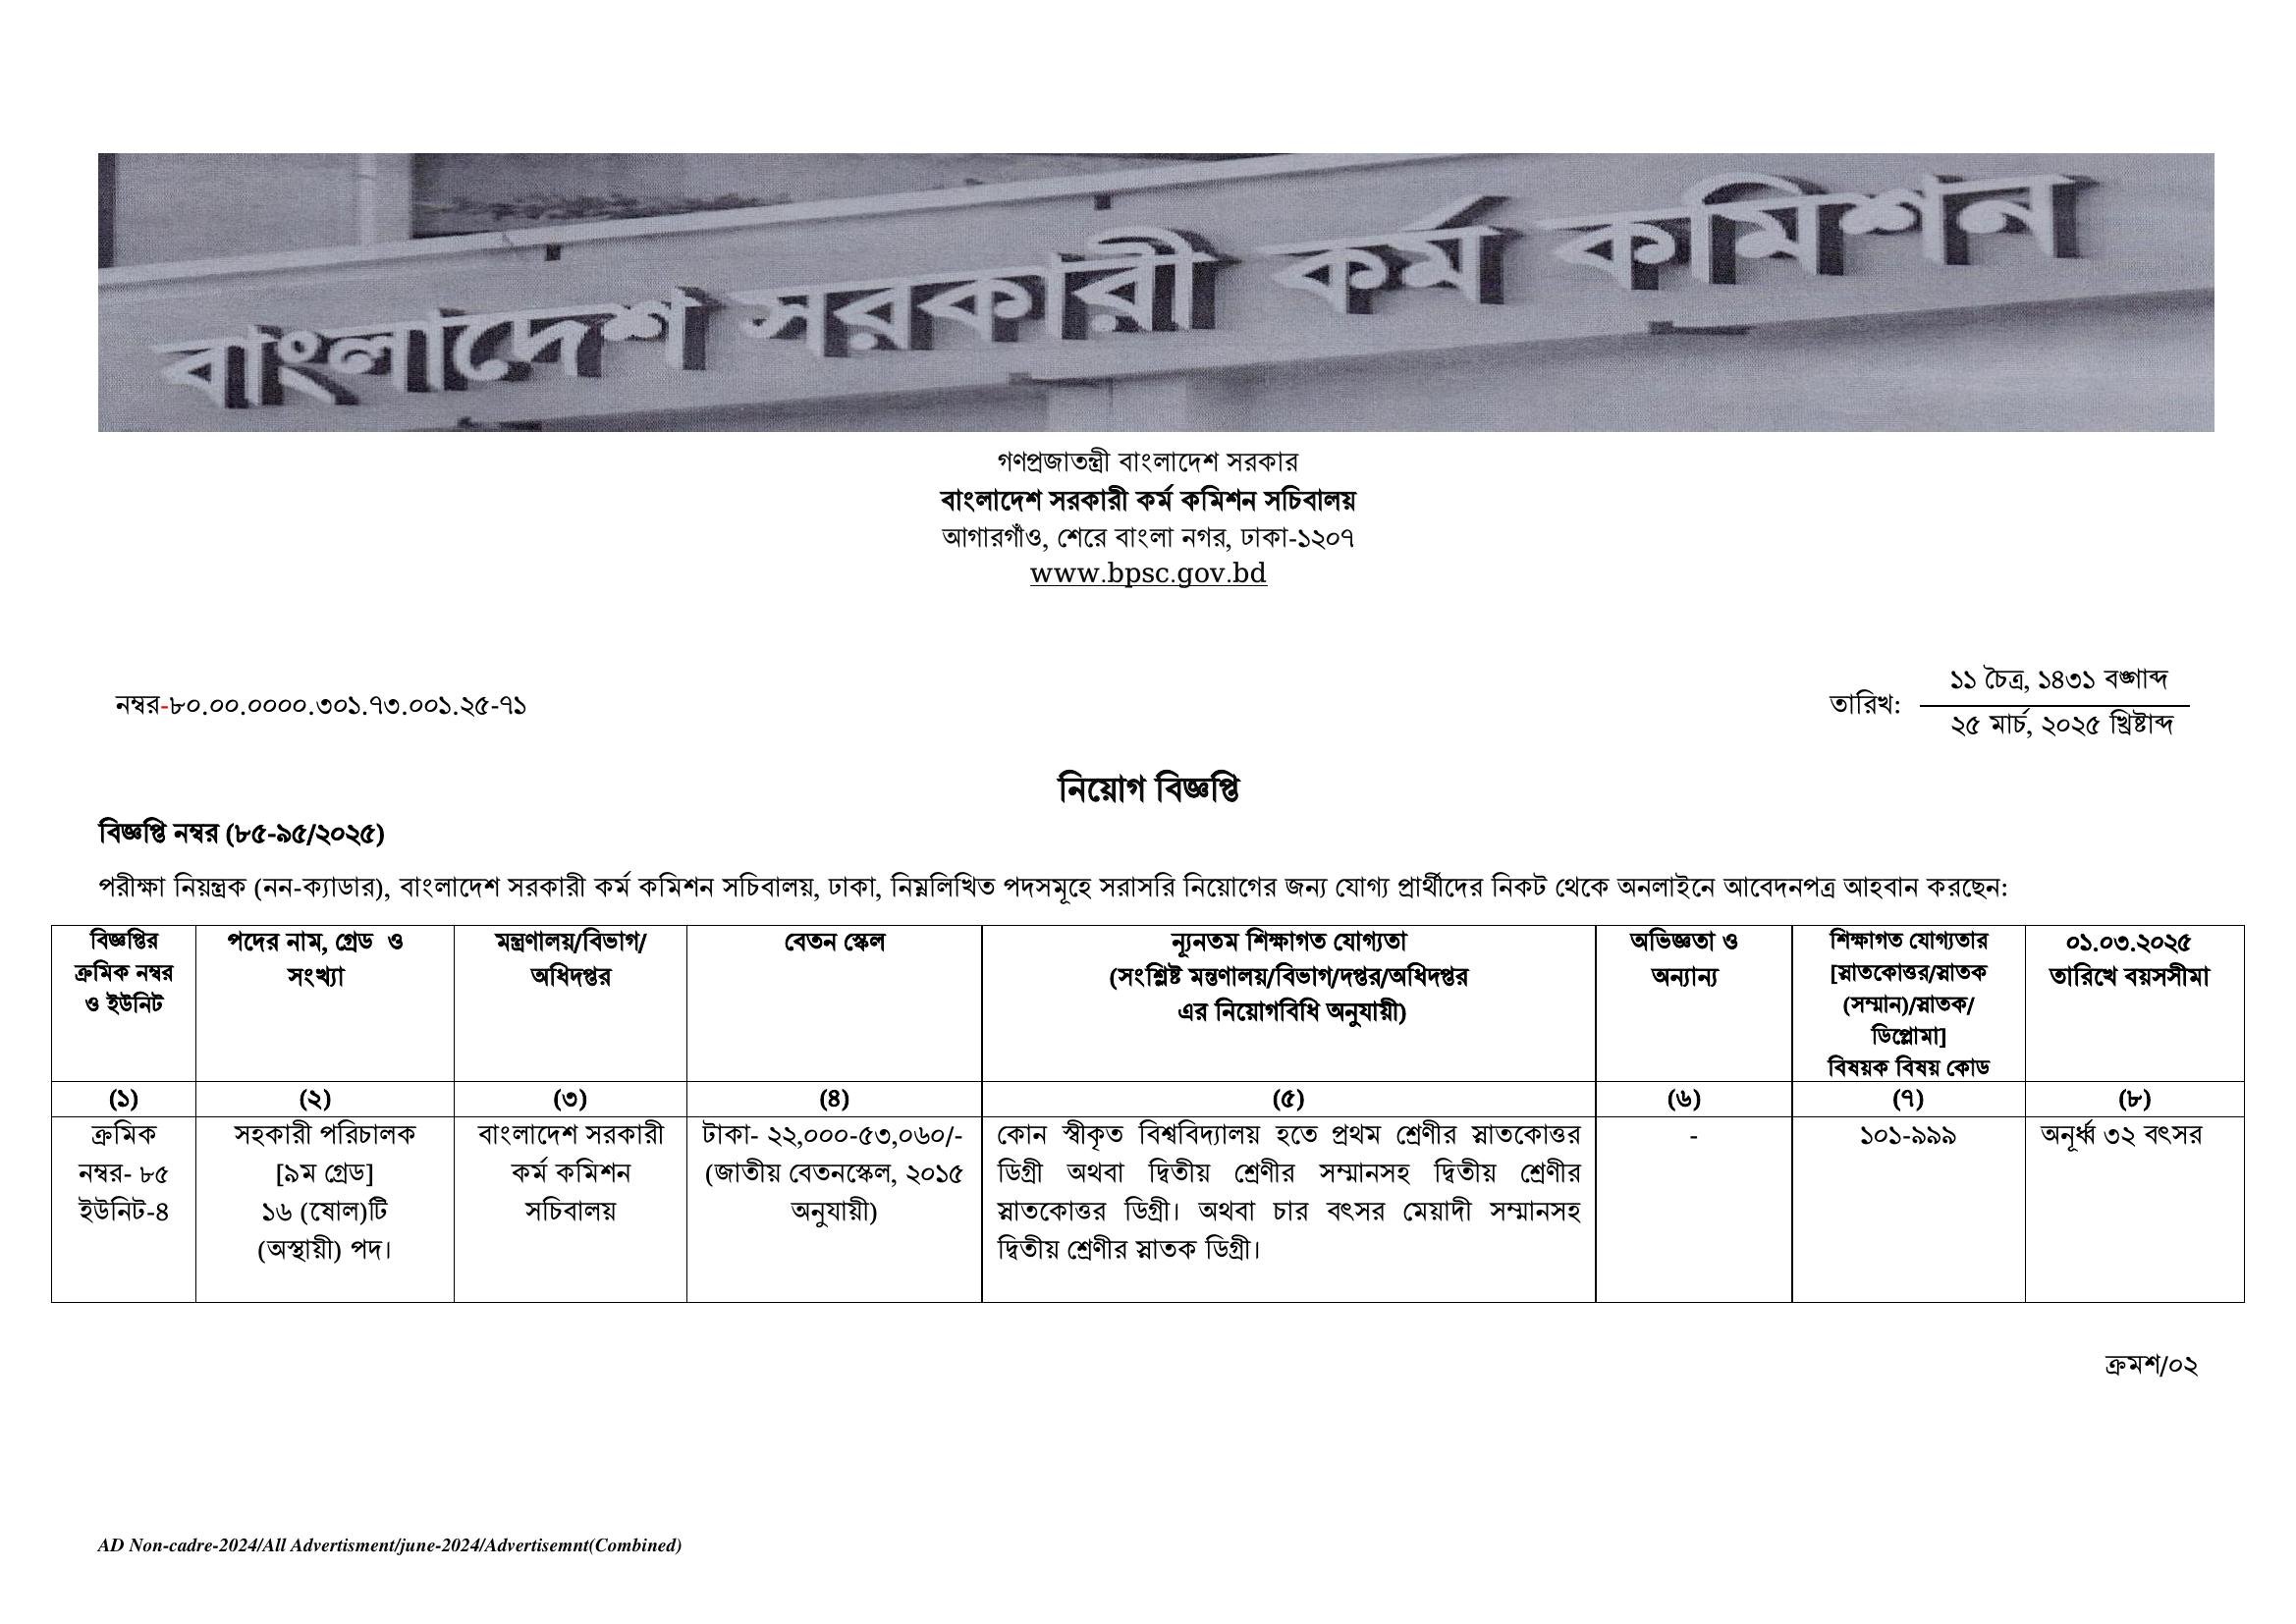 বাংলাদেশ সরকারী কর্ম কমিশন
গণপ্রজাতন্ত্রী বাংলাদেশ সরকার
বাংলাদেশ সরকারী কর্ম কমিশন সচিবালয়
আগারগাঁও, শেরে বাংলা নগর, ঢাকা-১২০৭
www.bpsc.gov.bd
নম্বর-৮০.০০.০০০০.৩০১.৭৩.০০১.২৫-৭১
তারিখ: ১১ চৈত্র, ১৪৩১ বঙ্গাব্দ
২৫ মার্চ, ২০২৫ খ্রিষ্টাব্দ
নিয়োগ বিজ্ঞপ্তি
বিজ্ঞপ্তি নম্বর (৮৫-৯৫/২০২৫)
পরীক্ষা নিয়ন্ত্রক (নন-ক্যাডার), বাংলাদেশ সরকারী কর্ম কমিশন সচিবালয়, ঢাকা, নিম্নলিখিত পদসমূহে সরাসরি নিয়োগের জন্য যোগ্য প্রার্থীদের নিকট থেকে অনলাইনে আবেদনপত্র আহবান করছেন:
বিজ্ঞপ্তির
ক্রমিক নম্বর
ও ইউনিট
পদের নাম, গ্রেড ও
সংখ্যা
মন্ত্রণালয়/বিভাগ/
অধিদপ্তর
বেতন স্কেল
ন্যূনতম শিক্ষাগত যোগ্যতা
(সংশ্লিষ্ট মন্তণালয়/বিভাগ/দপ্তর/অধিদপ্তর
এর নিয়োগবিধি অনুযায়ী)
অভিজ্ঞতা ও
অন্যান্য
শিক্ষাগত যোগ্যতার
[স্নাতকোত্তর/স্নাতক
(সম্মান)/স্নাতক/
ডিপ্লোমা]
বিষয়ক বিষয় কোড
০১.০৩.২০২৫
তারিখে বয়সসীমা
(১)
(২)
(৩)
(৪)
(৫)
(৬)
(৭)
(৮)
ক্রমিক
নম্বর- ৮৫
ইউনিট-৪
সহকারী পরিচালক
[৯ম গ্রেড]
১৬ (ষোল)টি
(অস্থায়ী) পদ।
বাংলাদেশ সরকারী
কর্ম কমিশন
সচিবালয়
টাকা- ২২,০০০-৫৩,০৬০/-
(জাতীয় বেতনস্কেল, ২০১৫
অনুযায়ী)
কোন স্বীকৃত বিশ্ববিদ্যালয় হতে প্রথম শ্রেণীর স্নাতকোত্তর
ডিগ্রী অথবা দ্বিতীয় শ্রেণীর সম্মানসহ দ্বিতীয় শ্রেণীর
স্নাতকোত্তর ডিগ্রী। অথবা চার বৎসর মেয়াদী সম্মানসহ
দ্বিতীয় শ্রেণীর স্নাতক ডিগ্রী।
-
১০১-৯৯৯
অনূর্ধ্ব ৩২ বৎসর
ক্রমশ/০২
AD Non-cadre-2024/All Advertisment/june-2024/Advertisemnt(Combined)